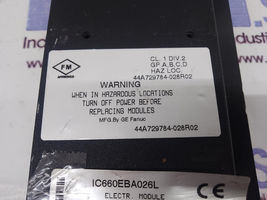 FM
APPROVED
CL. 1 DIV. 2
GP. A,B,C,D
HAZ LOC.
44A729784-028R02
WARNING
WHEN IN HAZARDOUS LOCATIONS
TURN OFF POWER BEFORE
REPLACING MODULES
MFG.By GE Fanuc
44A729784-028R02
IC660EBA026L
ELECTR. MODULE
CE